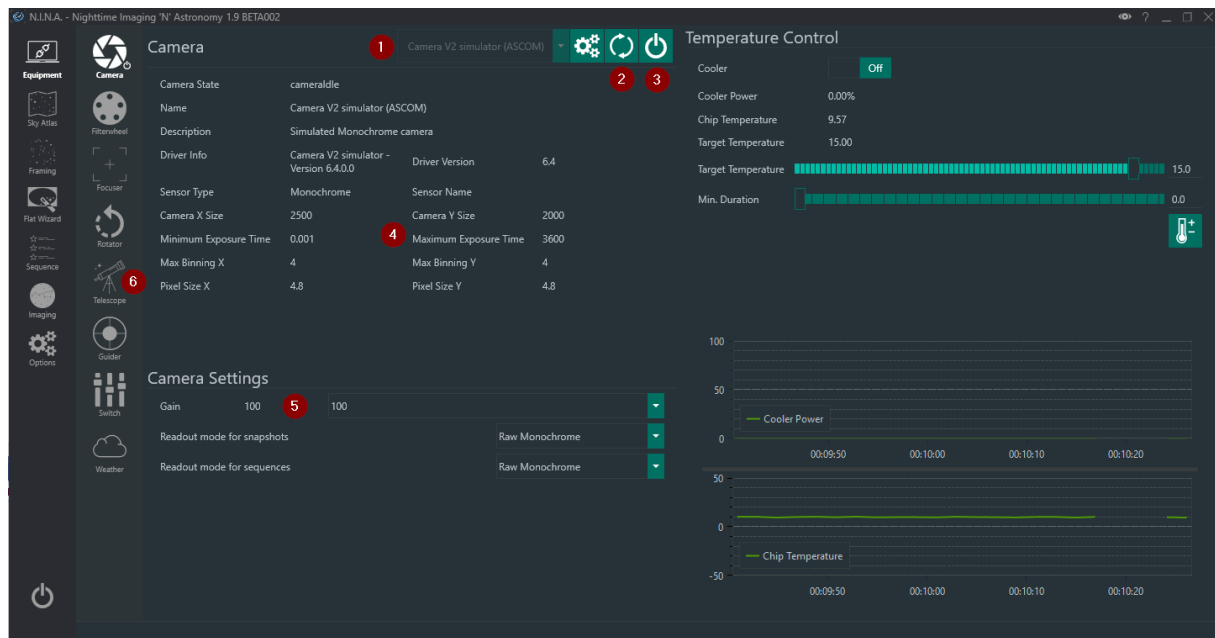 N.I.N.A. - Nighttime Imaging 'N' Astronomy 1.9 BETA002
Equipment
Sky Atlas
Framing
Flat Wizard
Sequence
Imaging
Options
Camera
Filterwheel
Focuser
Rotator
Telescope
6
Guider
Switch
Weather
Camera
1
Camera V2 simulator (ASCOM)
2
3
Camera State cameraIdle
Name Camera V2 simulator (ASCOM)
Description Simulated Monochrome camera
Driver Info Camera V2 simulator - Version 6.4.0.0 Driver Version 6.4
Sensor Type Monochrome Sensor Name
Camera X Size 2500 Camera Y Size 2000
Minimum Exposure Time 0.001 4 Maximum Exposure Time 3600
Max Binning X 4 Max Binning Y 4
Pixel Size X 4.8 Pixel Size Y 4.8
Camera Settings
Gain 100 5 100
Readout mode for snapshots Raw Monochrome
Readout mode for sequences Raw Monochrome
Temperature Control
Cooler Off
Cooler Power 0.00%
Chip Temperature 9.57
Target Temperature 15.00
Target Temperature 15.0
Min. Duration 0.0
100
50
Cooler Power
0
00:09:50 00:10:00 00:10:10 00:10:20
50
0
Chip Temperature
-50
00:09:50 00:10:00 00:10:10 00:10:20